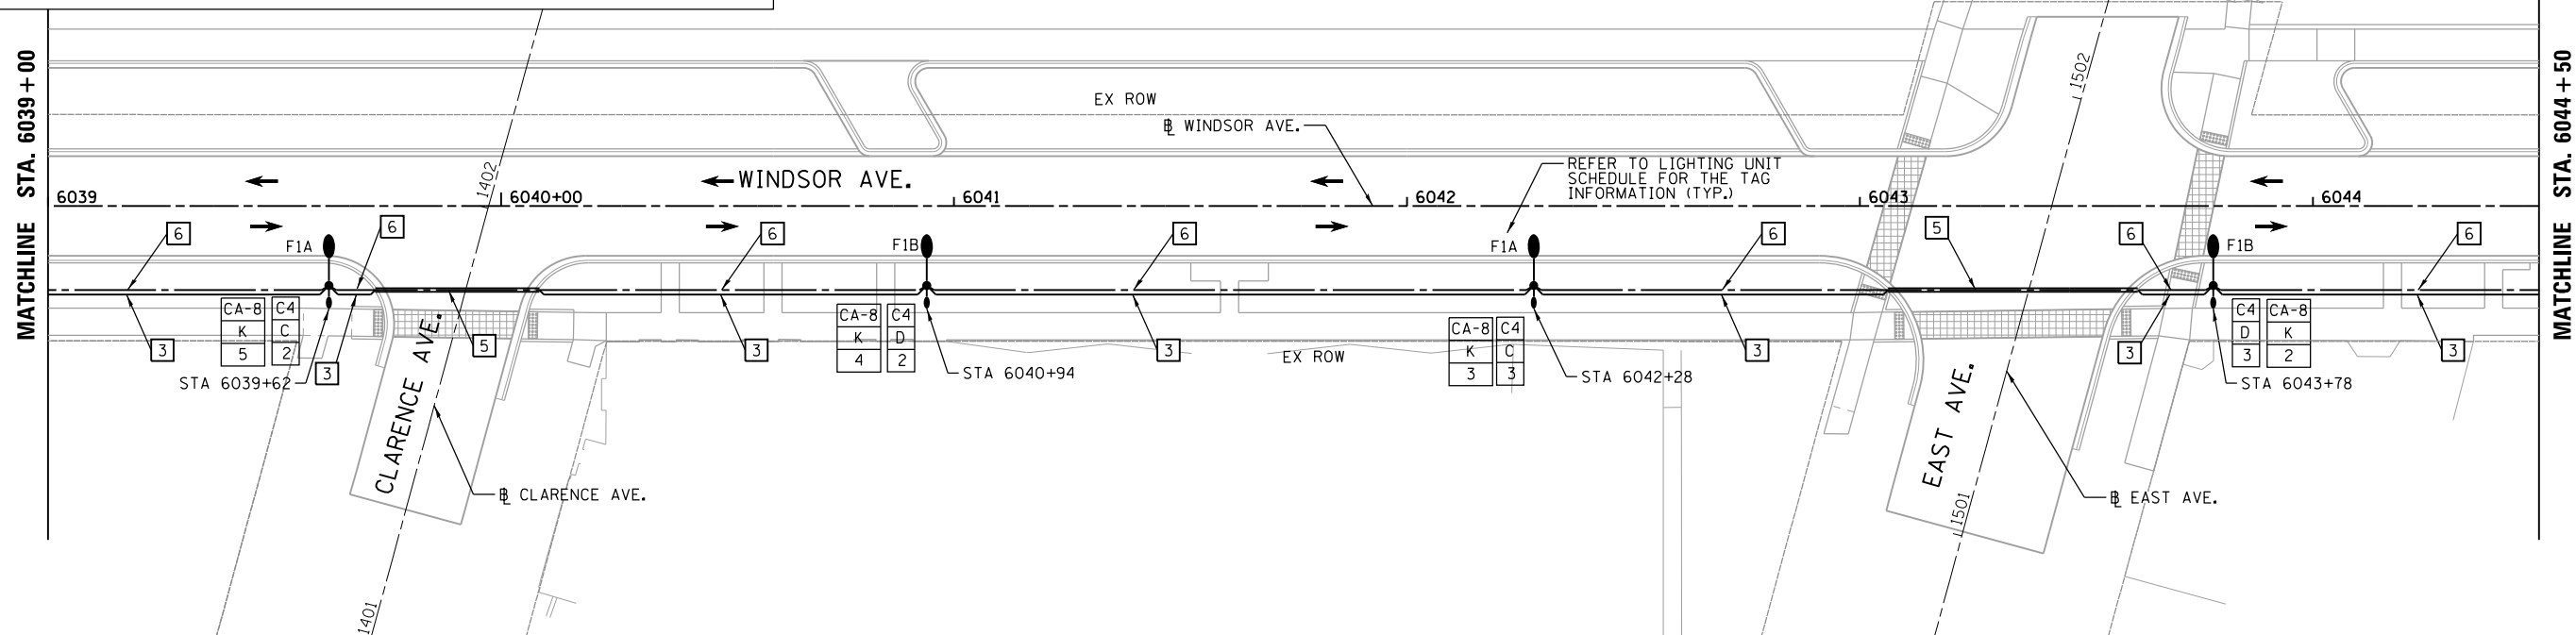 MATCHLINE STA. 6039+00
MATCHLINE STA. 6044+50
EX ROW
℄ WINDSOR AVE.
1502
1402
WINDSOR AVE.
REFER TO LIGHTING UNIT
SCHEDULE FOR THE TAG
INFORMATION (TYP.)
6039
6040+00
6041
6042
6043
6044
6
F1A
6
6
F1B
6
F1A
6
5
6
F1B
6
CA-8 C4
K C
5 2
CA-8 C4
K D
4 2
CA-8 C4
K C
3 3
C4 CA-8
D K
3 2
3
3
5
3
3
3
3
3
STA 6039+62
STA 6040+94
EX ROW
STA 6042+28
STA 6043+78
CLARENCE AVE.
EAST AVE.
℄ CLARENCE AVE.
℄ EAST AVE.
1501
1401